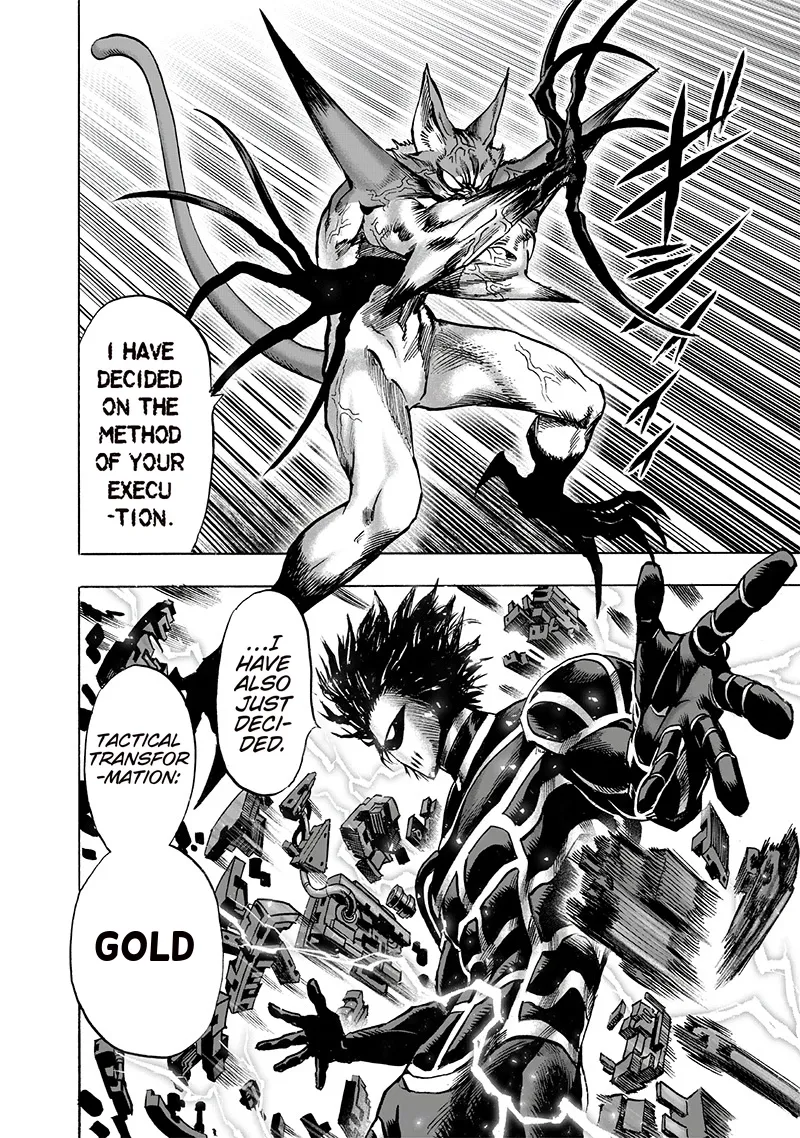 I HAVE
DECIDED
ON THE
METHOD
OF YOUR
EXECU
-TION.
...I
HAVE
ALSO
JUST
DECI-
DED.
TACTICAL
TRANSFOR
-MATION:
GOLD